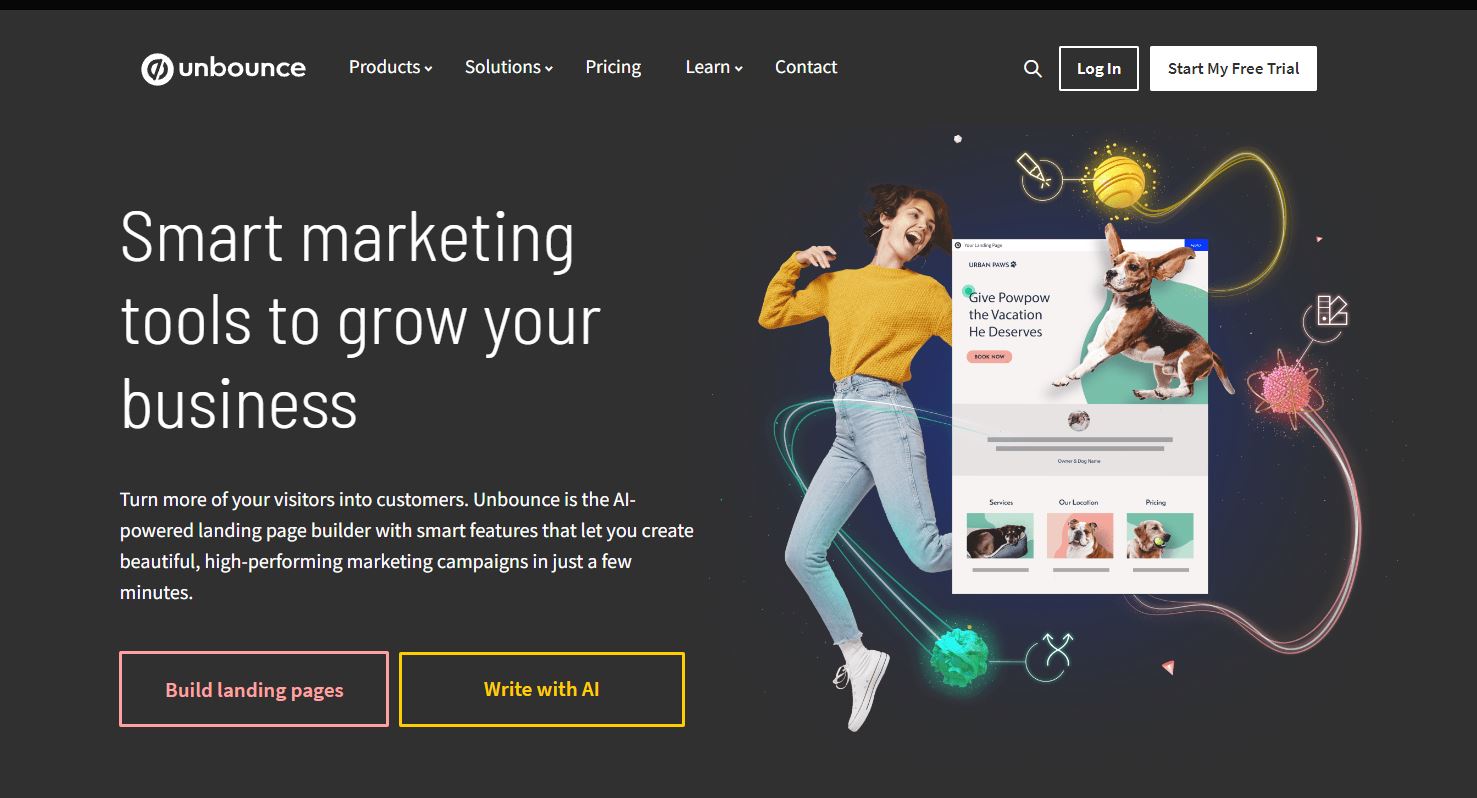 unbounce
Products
Solutions
Pricing
Learn
Contact
Log In
Start My Free Trial
Smart marketing
tools to grow your
business
Turn more of your visitors into customers. Unbounce is the AI-
powered landing page builder with smart features that let you create
beautiful, high-performing marketing campaigns in just a few
minutes.
Build landing pages
Write with AI
Your Landing Page
URBAN PAWS
Give Powpow
the Vacation
He Deserves
BOOK NOW
Owner & Dog Name
Services
Our Location
Pricing